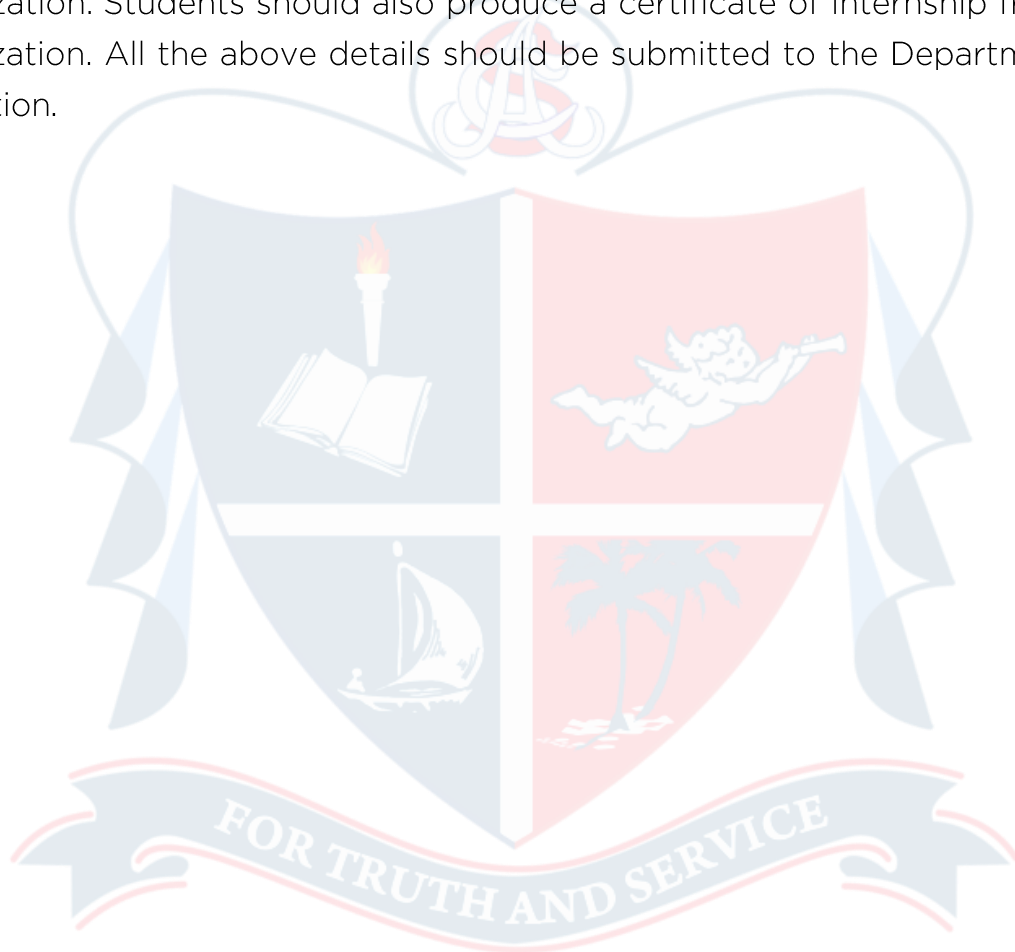 zation. Students should also produce a certificate of Internship
zation. All the above details should be submitted to the Departm
tion.
FOR TRUTH AND SERVICE